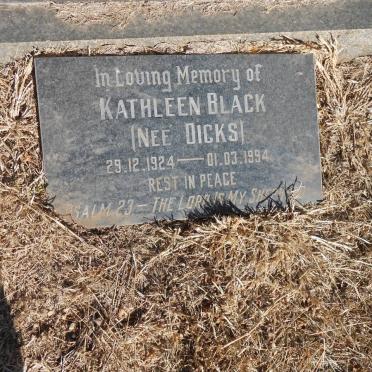 In Loving Memory of
KATHLEEN BLACK
(NEE DICKS)
29.12.1924 — 01.03.1994
REST IN PEACE
PSALM. 23 – THE LORD IS MY